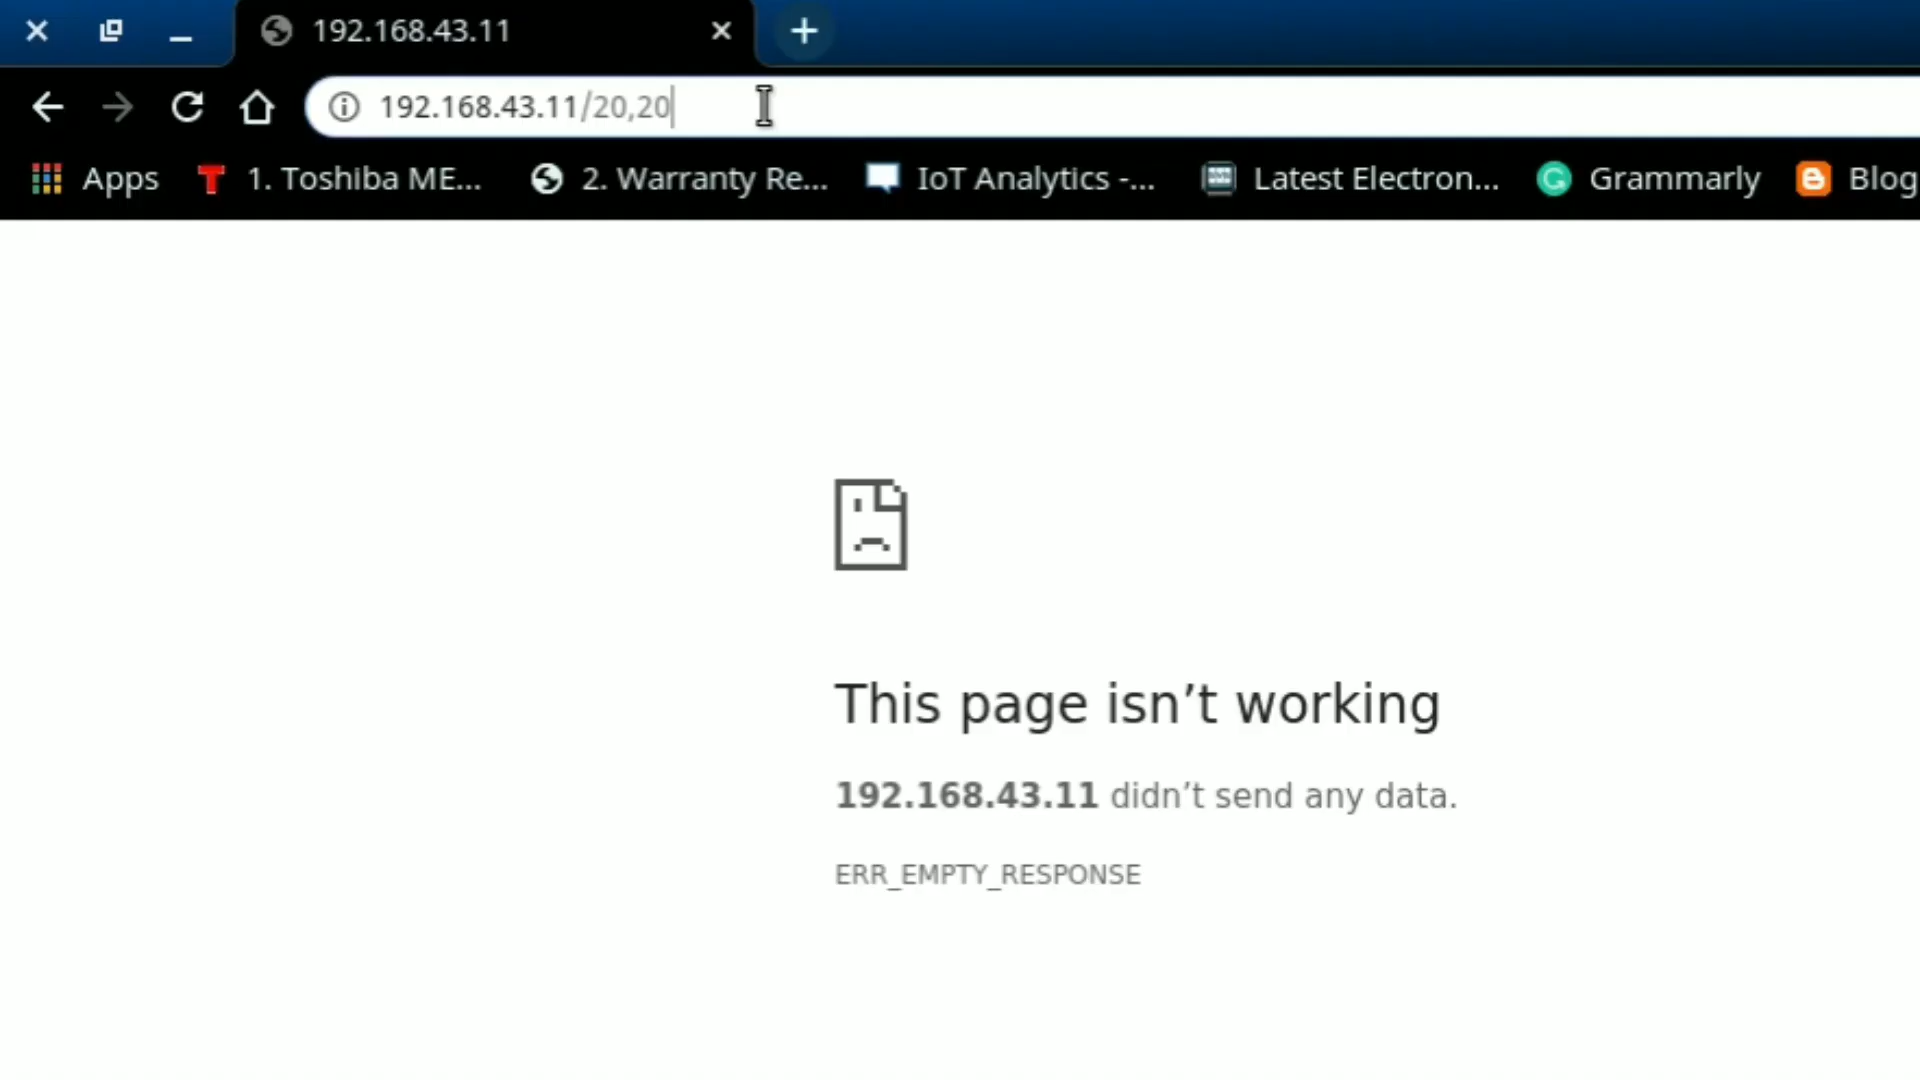 192.168.43.11
192.168.43.11/20,20
Apps 1. Toshiba ME... 2. Warranty Re... IoT Analytics -... Latest Electron... Grammarly Blog
This page isn’t working
192.168.43.11 didn’t send any data.
ERR_EMPTY_RESPONSE